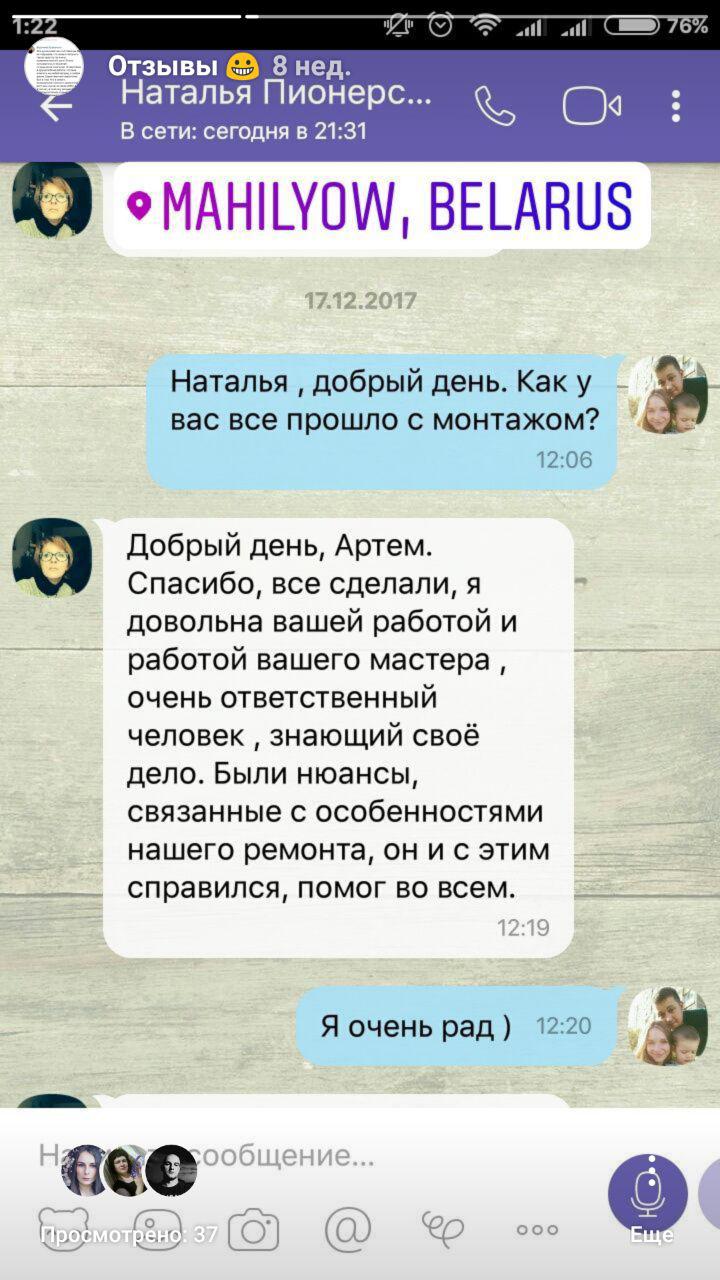 1:22
76%
Отзывы 😀 8 нед.
Наталья Пионерс...
В сети: сегодня в 21:31
MAHILYOW, BELARUS
17.12.2017
Наталья , добрый день. Как у
вас все прошло с монтажом?
12:06
Добрый день, Артем.
Спасибо, все сделали, я
довольна вашей работой и
работой вашего мастера ,
очень ответственный
человек , знающий своё
дело. Были нюансы,
связанные с особенностями
нашего ремонта, он и с этим
справился, помог во всем.
12:19
Я очень рад )
12:20
сообщение...
Просмотрено: 37
Еще